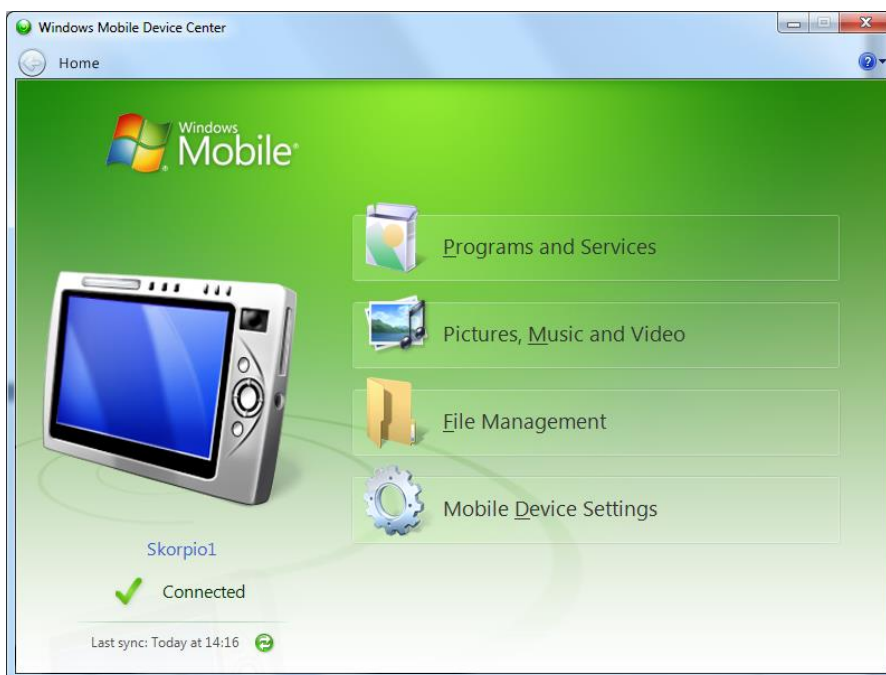 Windows Mobile Device Center
Home
Windows
Mobile
Programs and Services
Pictures, Music and Video
File Management
Mobile Device Settings
Skorpio1
Connected
Last sync: Today at 14:16